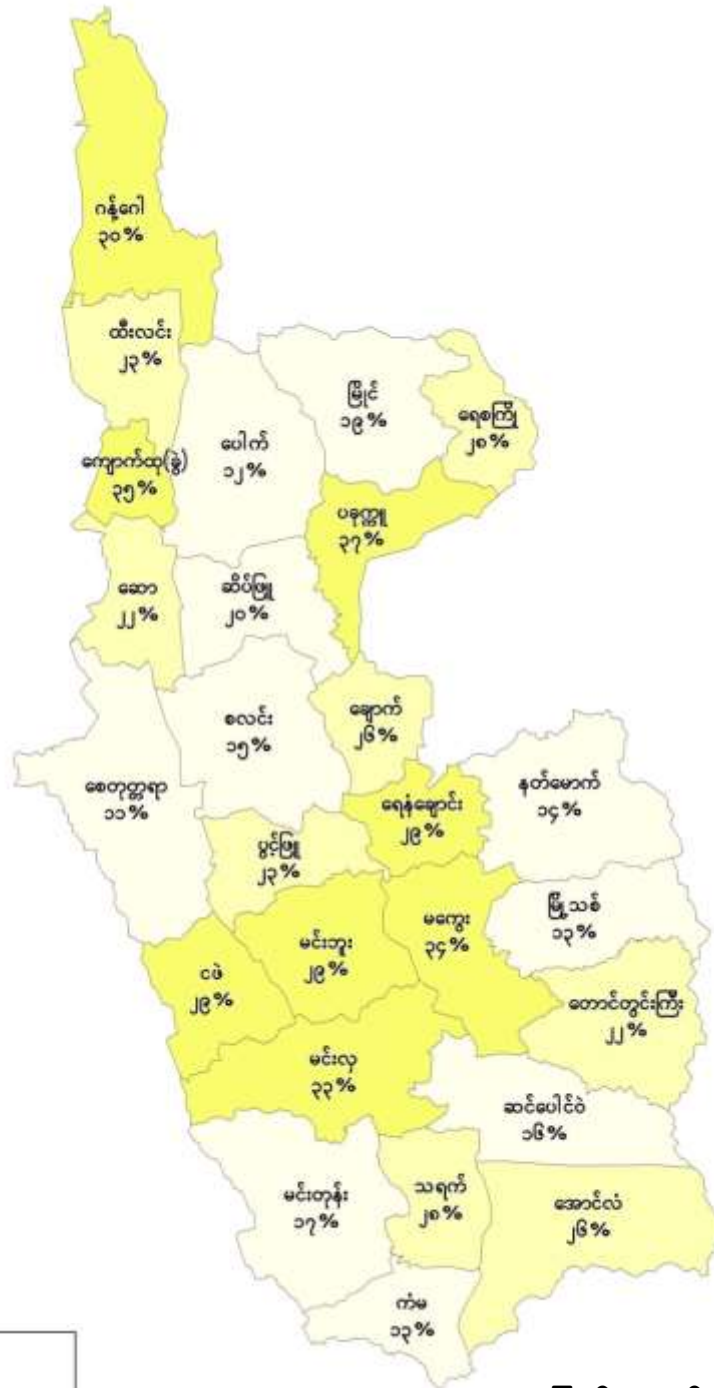 ဂန့်ဂေါ
၃၀%
ထီးလင်း
၂၃%
မြိုင်
၁၉%
ရေစကြို
၂၈%
ပေါက်
၁၂%
ကျောက်ထု(ခွဲ)
၃၅%
ပခုက္ကူ
၃၇%
ဆော
၂၂%
ဆိပ်ဖြူ
၂၀%
စလင်း
၁၅%
ချောက်
၂၆%
စေတုတ္တရာ
၁၁%
ရေနံချောင်း
၂၉%
နတ်မောက်
၁၄%
ပွင့်ဖြူ
၂၃%
မြို့သစ်
၁၃%
မကွေး
၃၄%
မင်းဘူး
၂၉%
ငဖဲ
၂၉%
တောင်တွင်းကြီး
၂၂%
မင်းလှ
၃၃%
ဆင်ပေါင်ဝဲ
၁၆%
မင်းတုန်း
၁၇%
သရက်
၂၈%
အောင်လံ
၂၆%
ကံမ
၁၃%